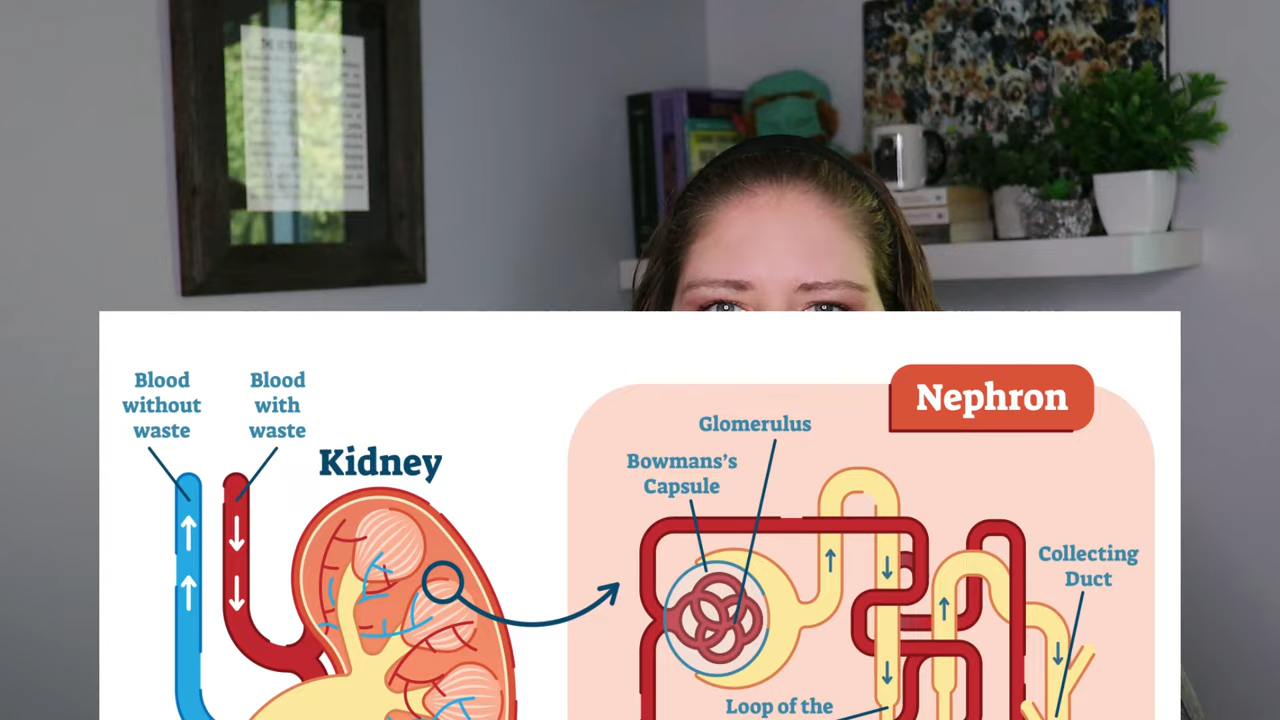 Blood
without
waste
Blood
with
waste
Kidney
Nephron
Glomerulus
Bowmans's
Capsule
Collecting
Duct
Loop of the